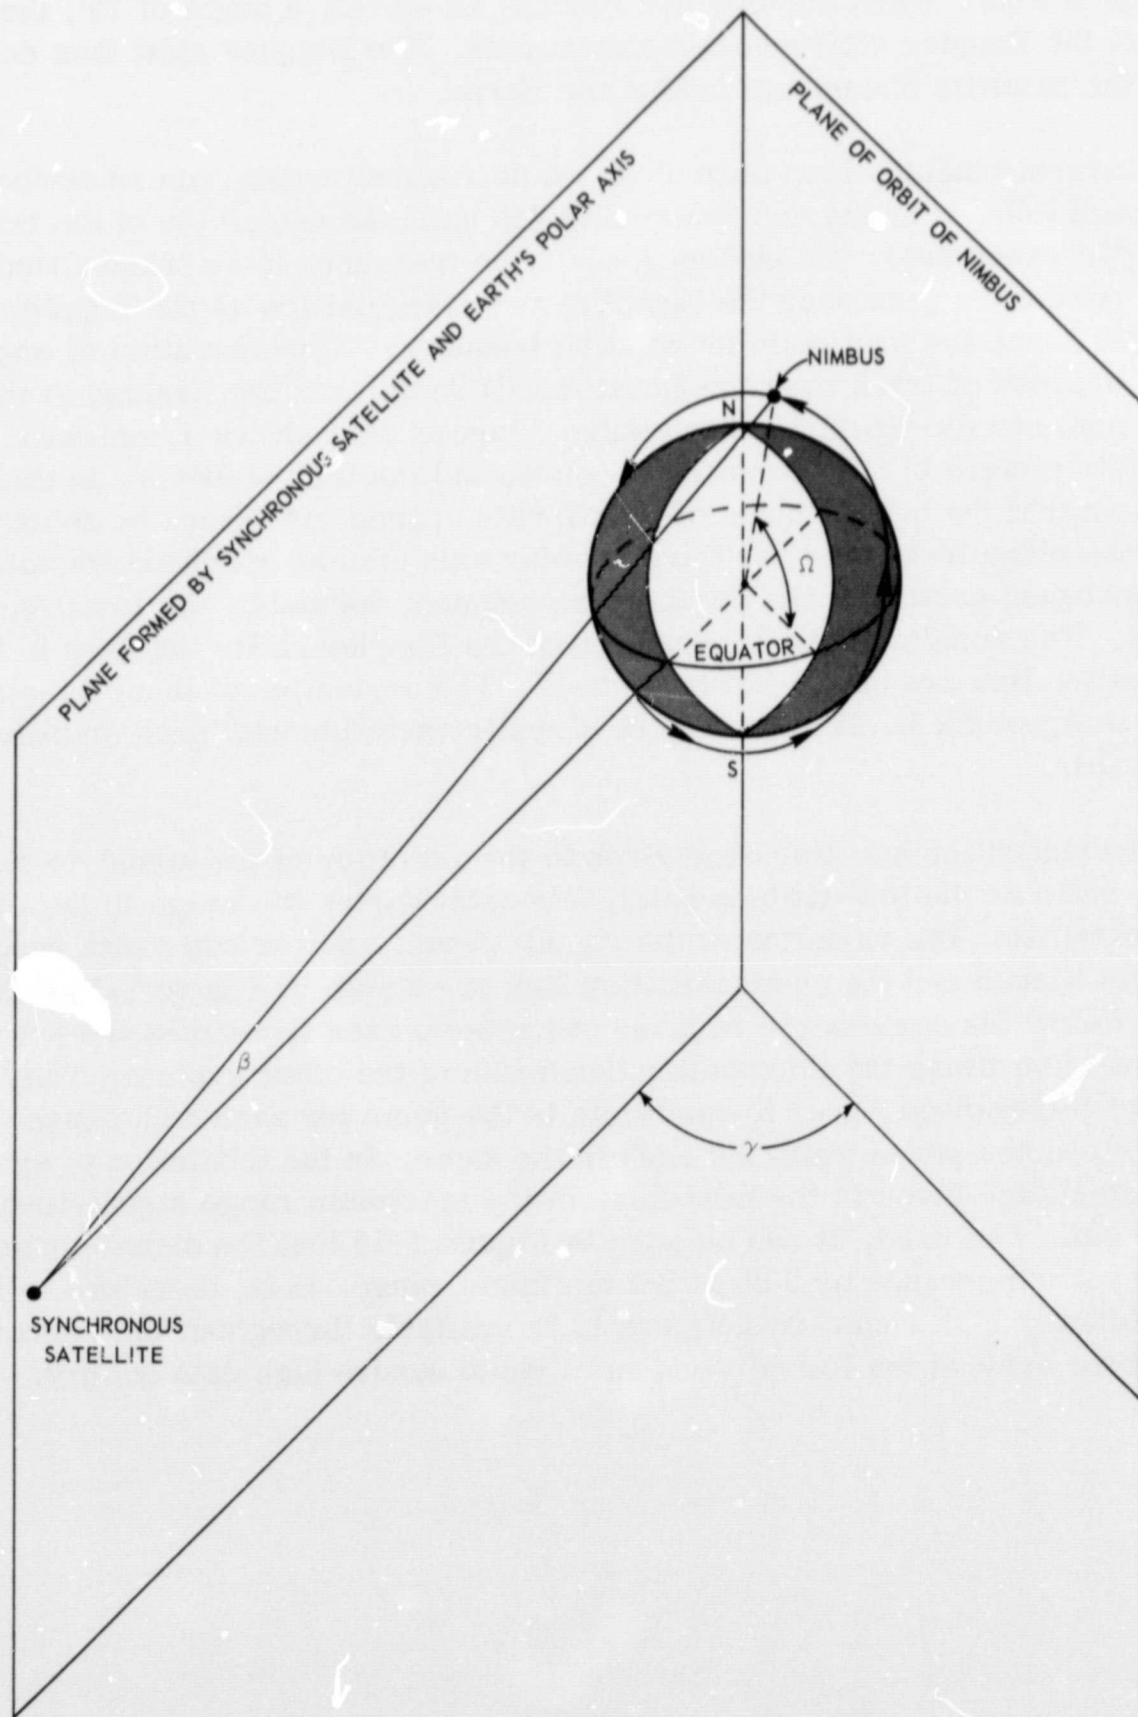 PLANE FORMED BY SYNCHRONOUS SATELLITE AND EARTH'S POLAR AXIS
PLANE OF ORBIT OF NIMBUS
NIMBUS
N
Ω
EQUATOR
S
β
γ
SYNCHRONOUS
SATELLITE